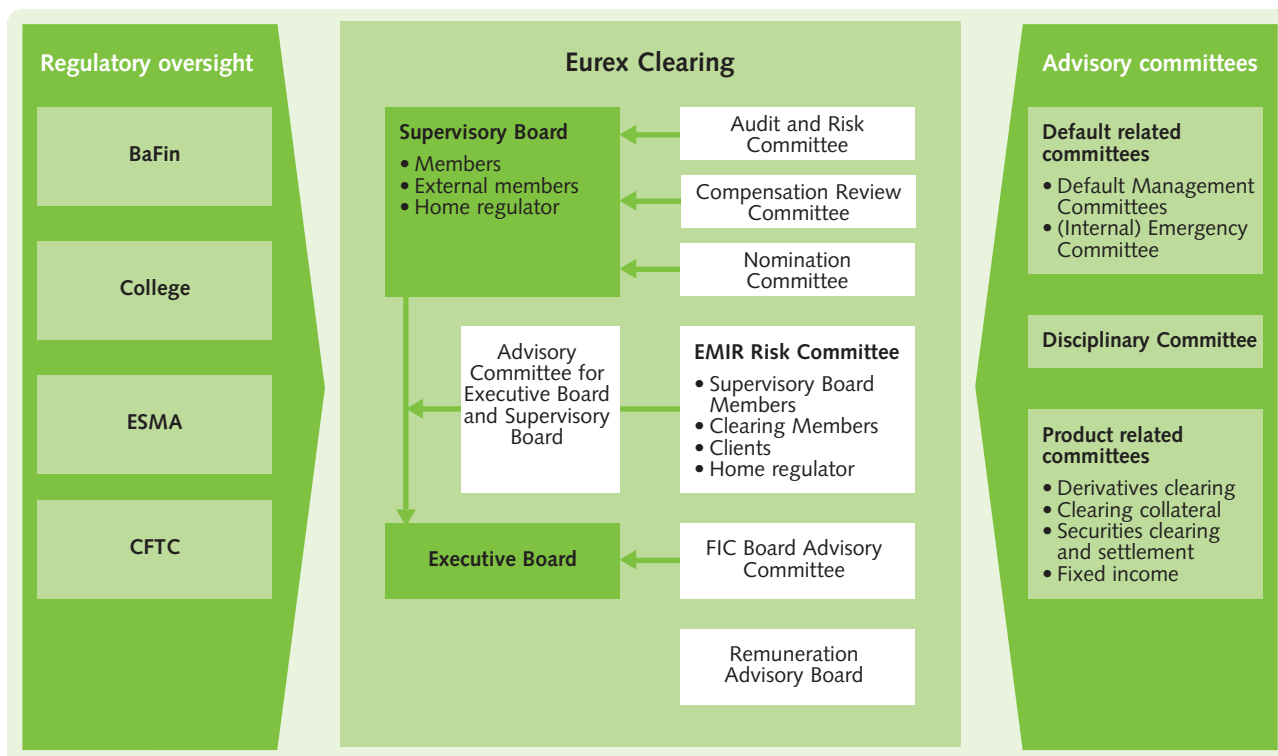 Regulatory oversight
BaFin
College
ESMA
CFTC
Eurex Clearing
Supervisory Board
• Members
• External members
• Home regulator
Audit and Risk
Committee
Compensation Review
Committee
Nomination
Committee
Advisory
Committee for
Executive Board
and Supervisory
Board
EMIR Risk Committee
• Supervisory Board
Members
• Clearing Members
• Clients
• Home regulator
Executive Board
FIC Board Advisory
Committee
Remuneration
Advisory Board
Advisory committees
Default related
committees
• Default Management
Committees
• (Internal) Emergency
Committee
Disciplinary Committee
Product related
committees
• Derivatives clearing
• Clearing collateral
• Securities clearing
and settlement
• Fixed income